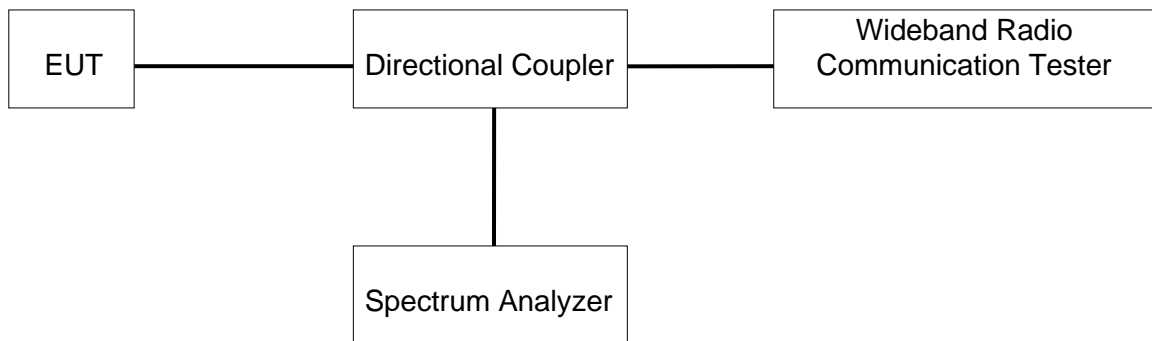 EUT
Directional Coupler
Wideband Radio
Communication Tester
Spectrum Analyzer